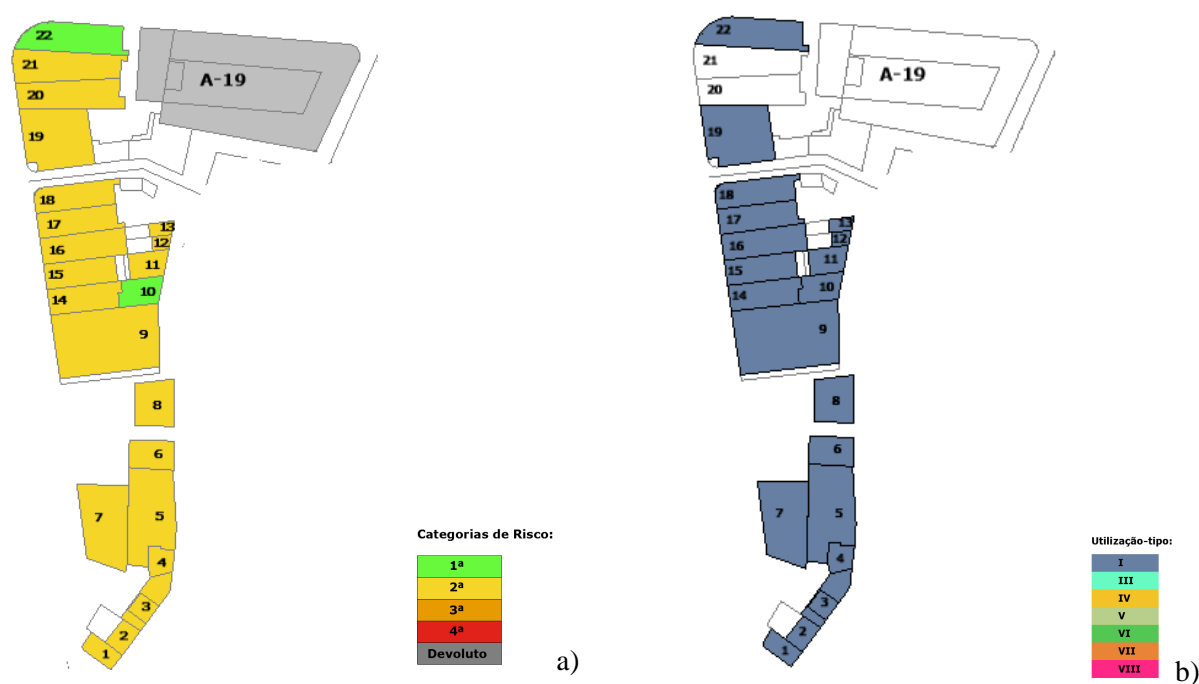 22
21
A-19
20
19
18
17
13
16
12
11
15
10
14
9
8
6
7
5
4
3
2
1
Categorias de Risco:
1ª
2ª
3ª
4ª
Devoluto
a)
22
21
A-19
20
19
18
17
13
16
12
11
15
10
14
9
8
6
7
5
4
3
2
1
Utilização-tipo:
I
III
IV
V
VI
VII
VIII
b)